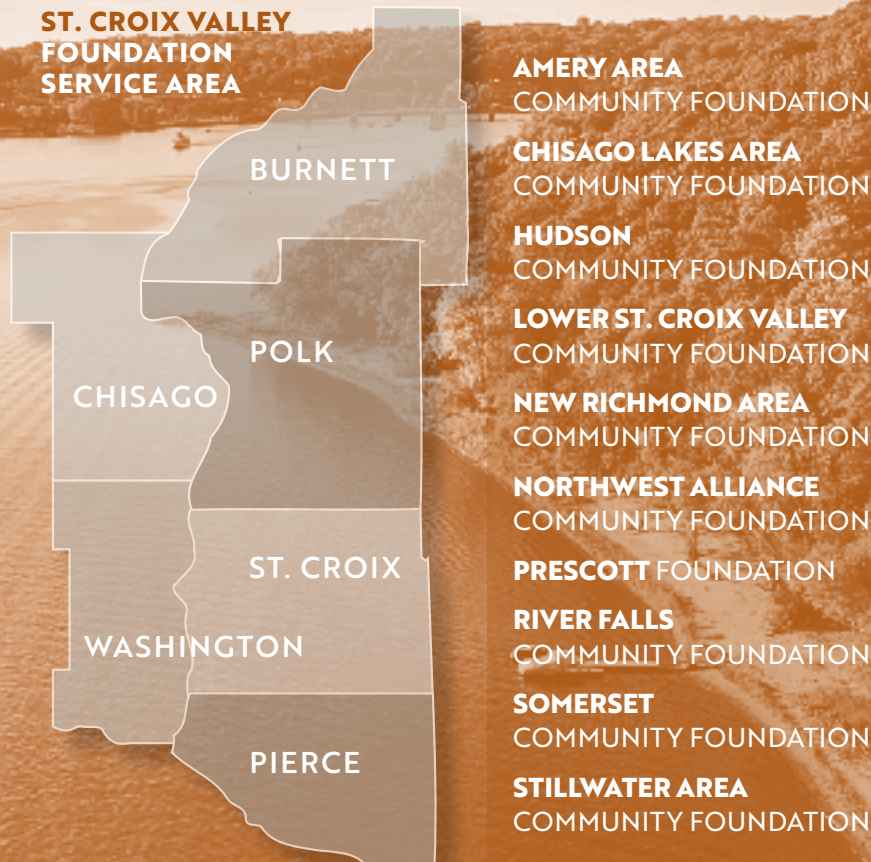 ST. CROIX VALLEY
FOUNDATION
SERVICE AREA
BURNETT
POLK
CHISAGO
ST. CROIX
WASHINGTON
PIERCE
AMERY AREA
COMMUNITY FOUNDATION
CHISAGO LAKES AREA
COMMUNITY FOUNDATION
HUDSON
COMMUNITY FOUNDATION
LOWER ST. CROIX VALLEY
COMMUNITY FOUNDATION
NEW RICHMOND AREA
COMMUNITY FOUNDATION
NORTHWEST ALLIANCE
COMMUNITY FOUNDATION
PRESCOTT FOUNDATION
RIVER FALLS
COMMUNITY FOUNDATION
SOMERSET
COMMUNITY FOUNDATION
STILLWATER AREA
COMMUNITY FOUNDATION